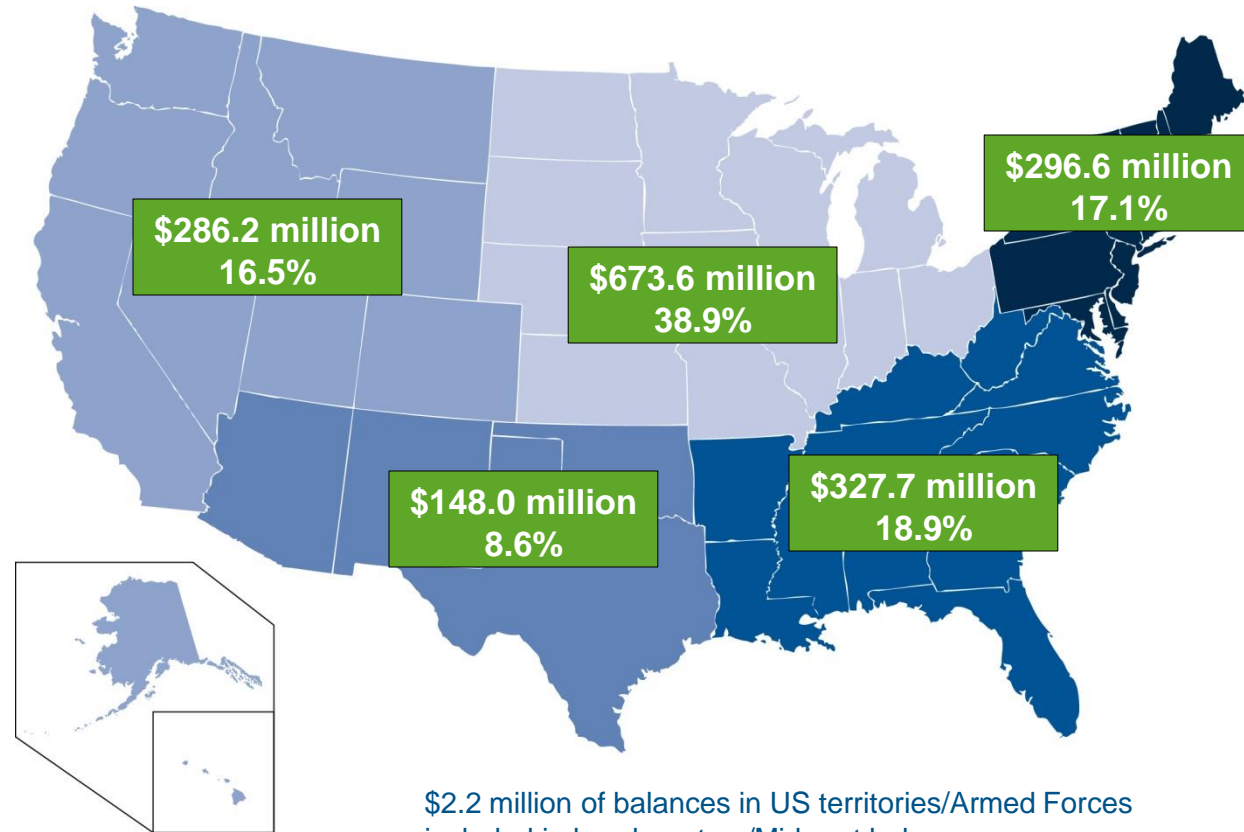 $296.6 million
17.1%
$286.2 million
16.5%
$673.6 million
38.9%
$148.0 million
8.6%
$327.7 million
18.9%
$2.2 million of balances in US territories/Armed Forces